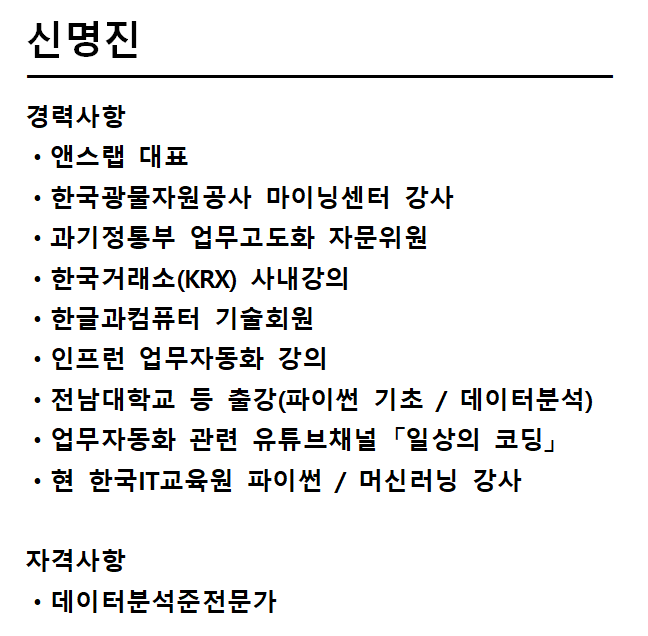 신명진
경력사항
• 앤스랩 대표
• 한국광물자원공사 마이닝센터 강사
• 과기정통부 업무고도화 자문위원
• 한국거래소(KRX) 사내강의
• 한글과컴퓨터 기술회원
• 인프런 업무자동화 강의
• 전남대학교 등 출강(파이썬 기초 / 데이터분석)
• 업무자동화 관련 유튜브채널「일상의 코딩」
• 현 한국IT교육원 파이썬 / 머신러닝 강사
자격사항
• 데이터분석준전문가